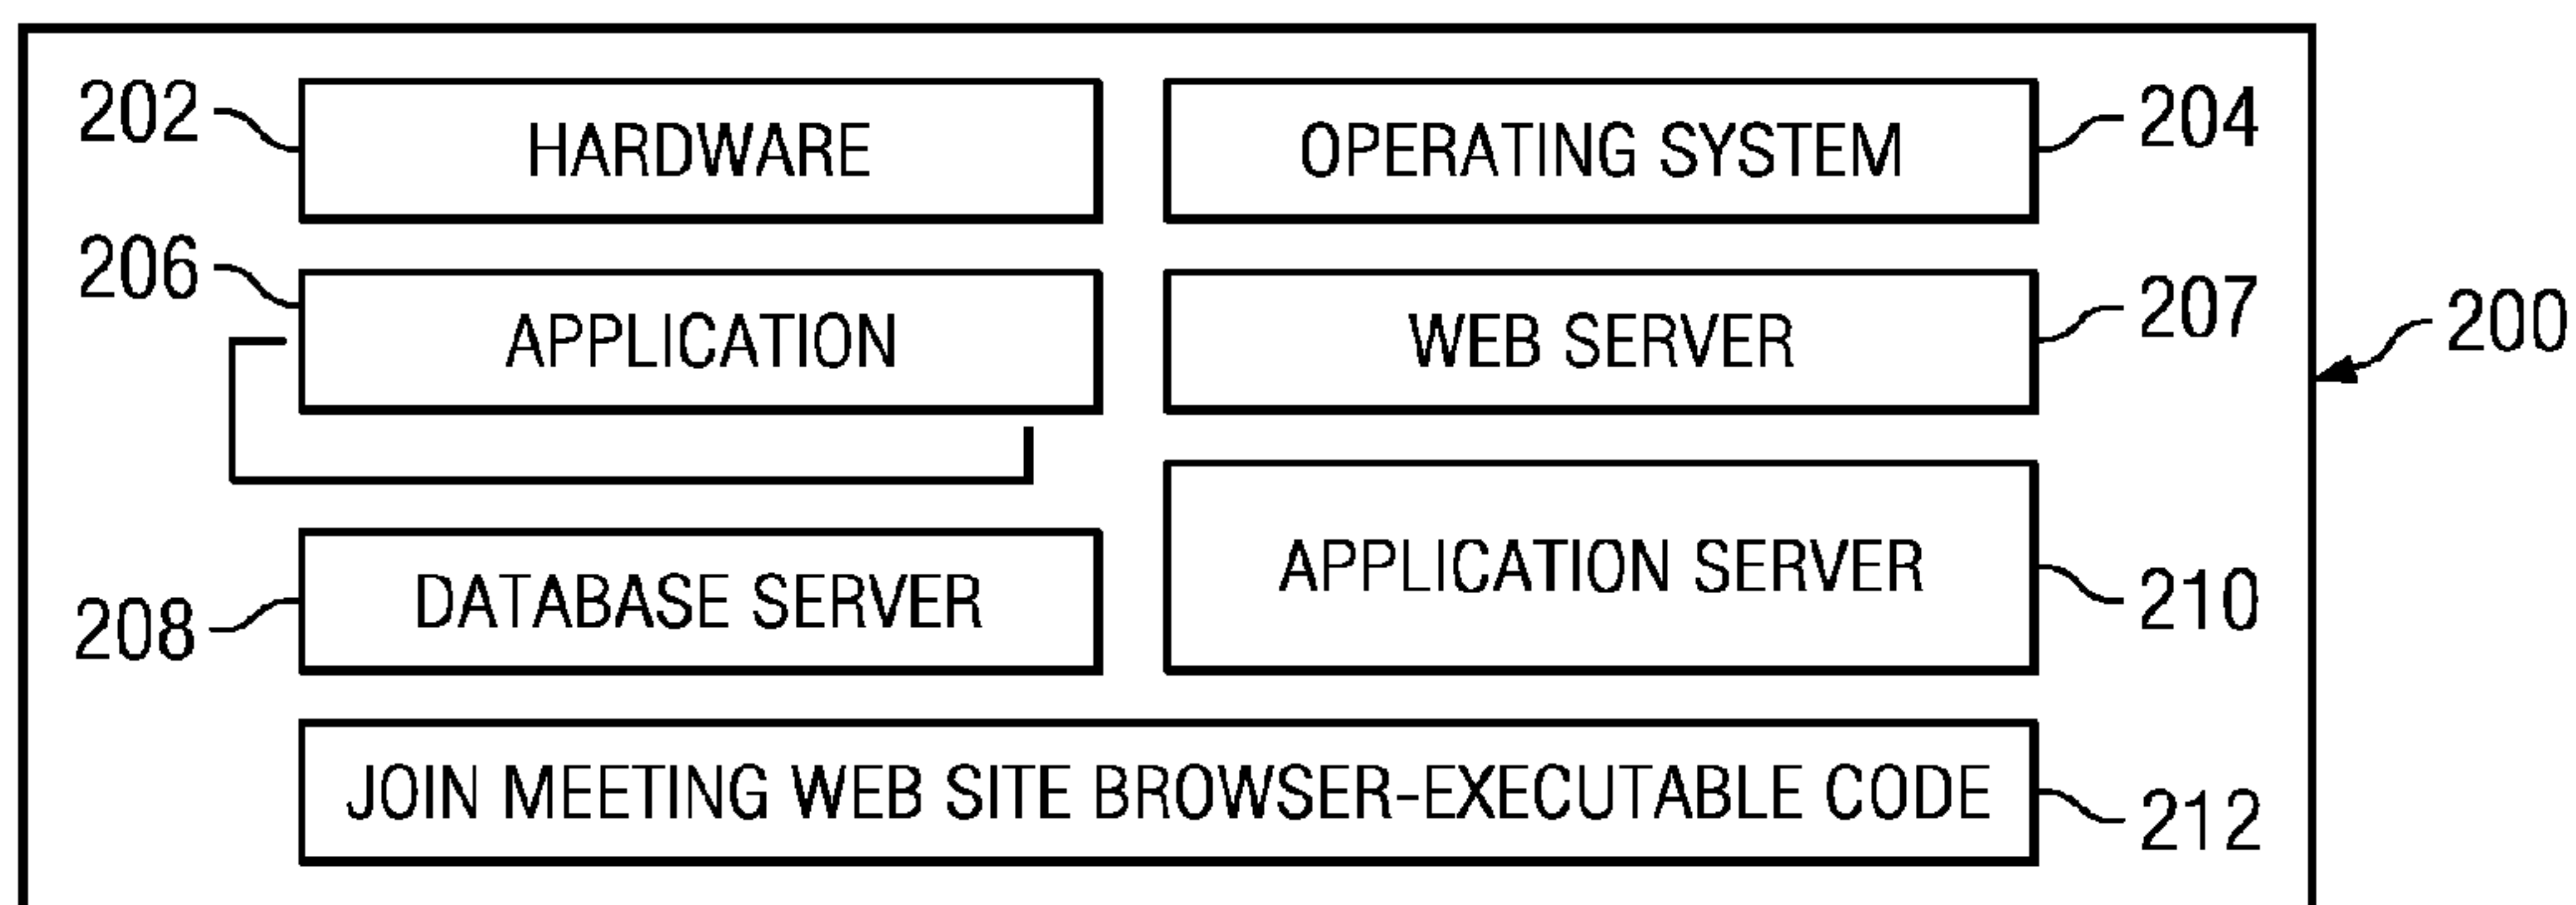 202 HARDWARE OPERATING SYSTEM 204
206 APPLICATION WEB SERVER 207
200
208 DATABASE SERVER APPLICATION SERVER 210
JOIN MEETING WEB SITE BROWSER-EXECUTABLE CODE 212